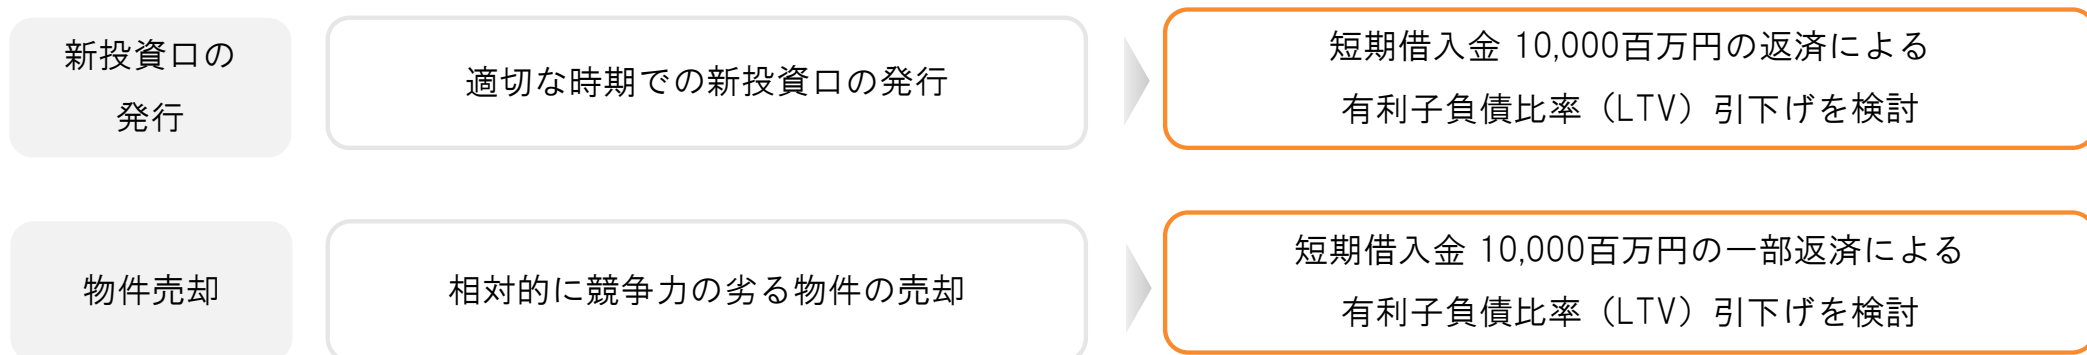 新投資口の
発行
適切な時期での新投資口の発行
短期借入金 10,000百万円の返済による
有利子負債比率（LTV）引下げを検討
物件売却
相対的に競争力の劣る物件の売却
短期借入金 10,000百万円の一部返済による
有利子負債比率（LTV）引下げを検討